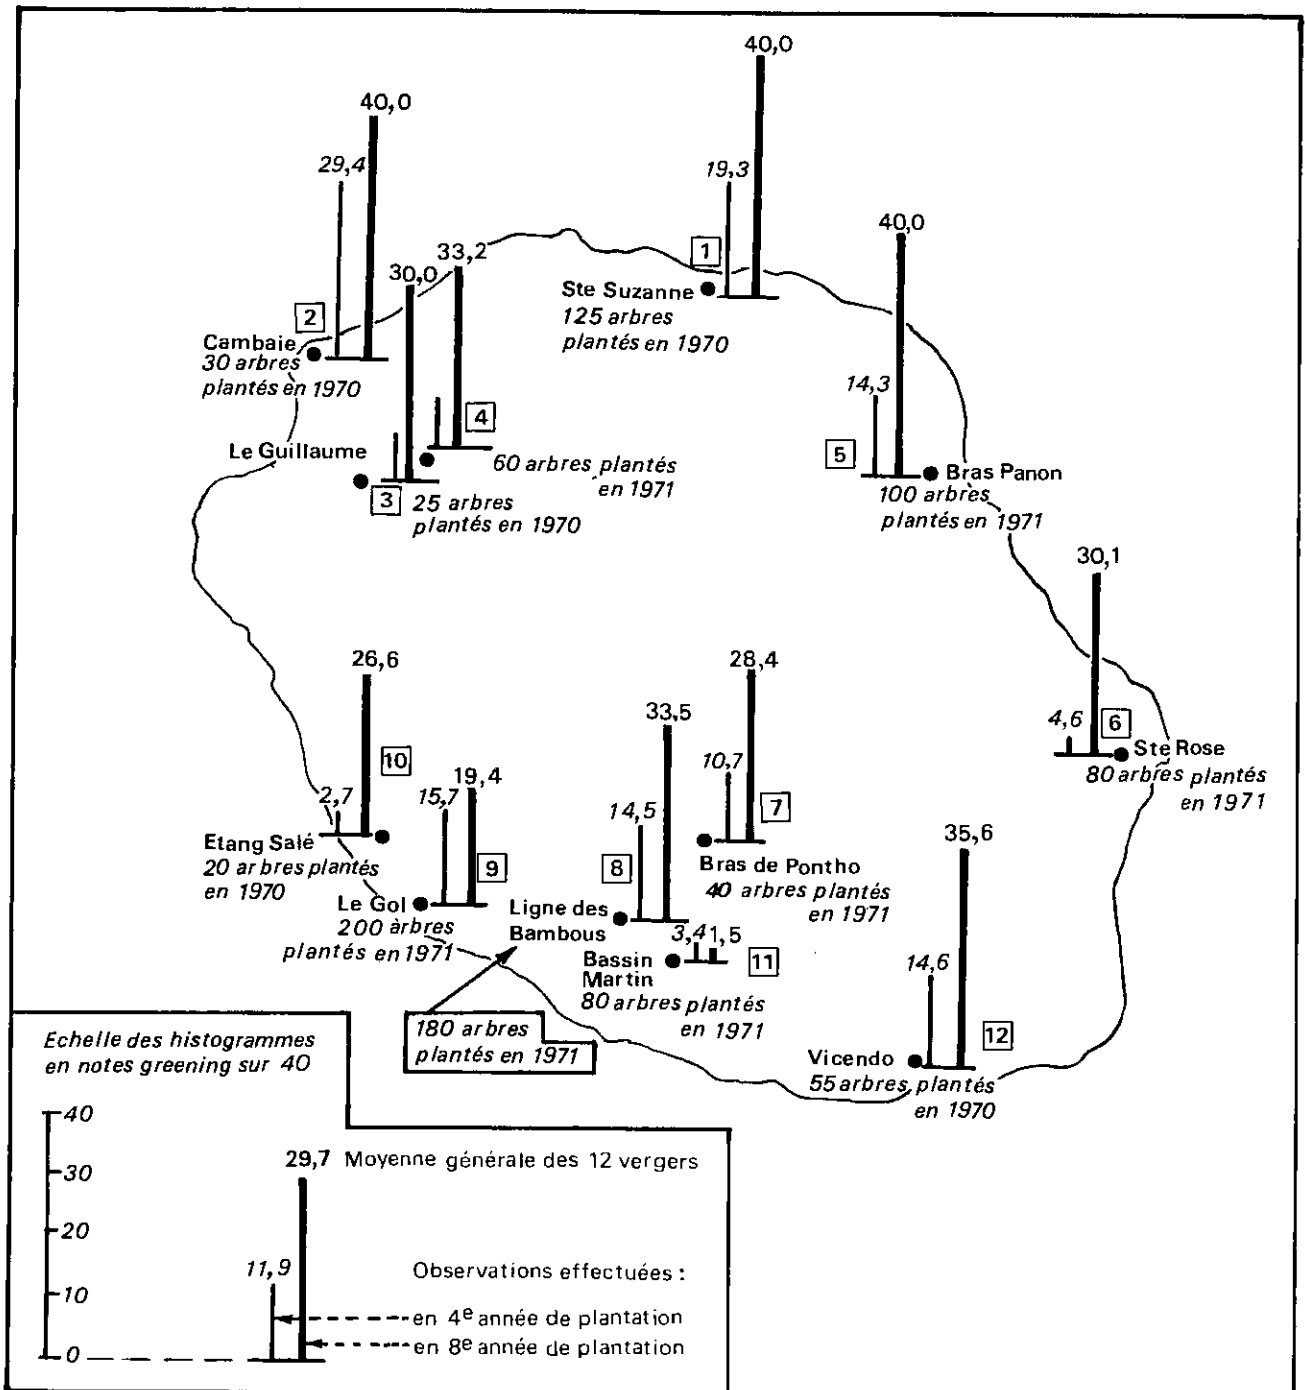 40,0
40,0
29,4
19,3
1
Ste Suzanne
125 arbres
plantés en 1970
40,0
33,2
30,0
2
Cambaie
30 arbres
plantés en 1970
14,3
5
Bras Panon
100 arbres
plantés en 1971
4
Le Guillaume
60 arbres plantés
en 1971
3
25 arbres
plantés en 1970
30,1
4,6
6
Ste Rose
80 arbres plantés
en 1971
26,6
10
2,7
Etang Salé
20 arbres plantés
en 1970
15,7
19,4
9
Le Gol
200 àrbres
plantés en 1971
33,5
14,5
8
Ligne des
Bambous
28,4
10,7
7
Bras de Pontho
40 arbres plantés
en 1971
3,4
1,5
11
Bassin
Martin
80 arbres plantés
en 1971
180 arbres
plantés en 1971
35,6
14,6
12
Vicendo
55 arbres plantés
en 1970
Echelle des histogrammes
en notes greening sur 40
40
30
20
10
0
29,7 Moyenne générale des 12 vergers
11,9
Observations effectuées :
en 4e année de plantation
en 8e année de plantation